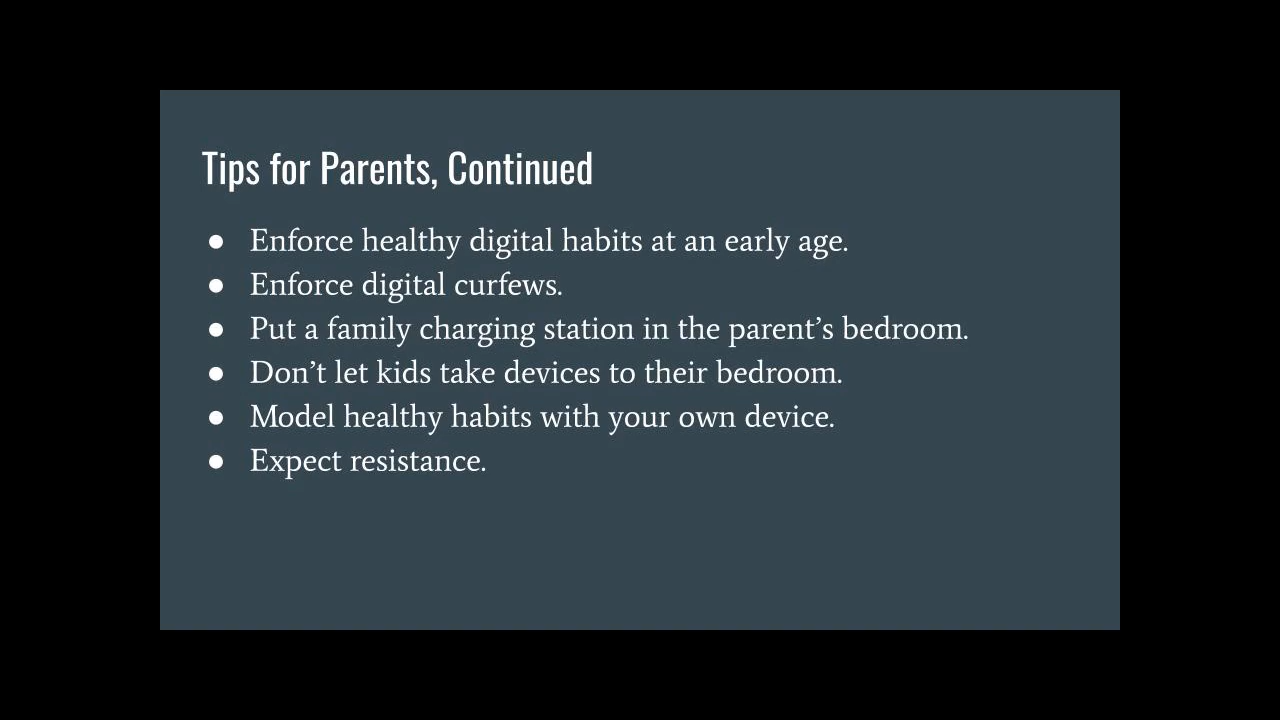 Tips for Parents, Continued
● Enforce healthy digital habits at an early age.
● Enforce digital curfews.
● Put a family charging station in the parent’s bedroom.
● Don’t let kids take devices to their bedroom.
● Model healthy habits with your own device.
● Expect resistance.